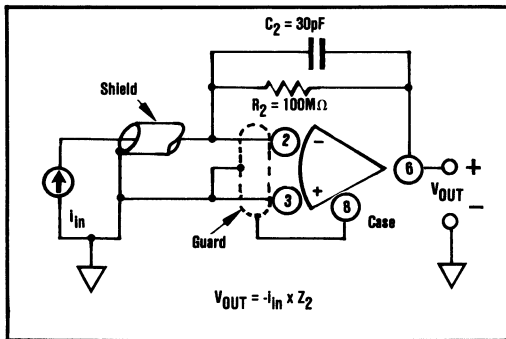 C2 = 30pF
Shield
R2 = 100MΩ
2
−
6
+
VOUT
−
iin
3
+
8
Case
Guard
VOUT = -iin x Z2